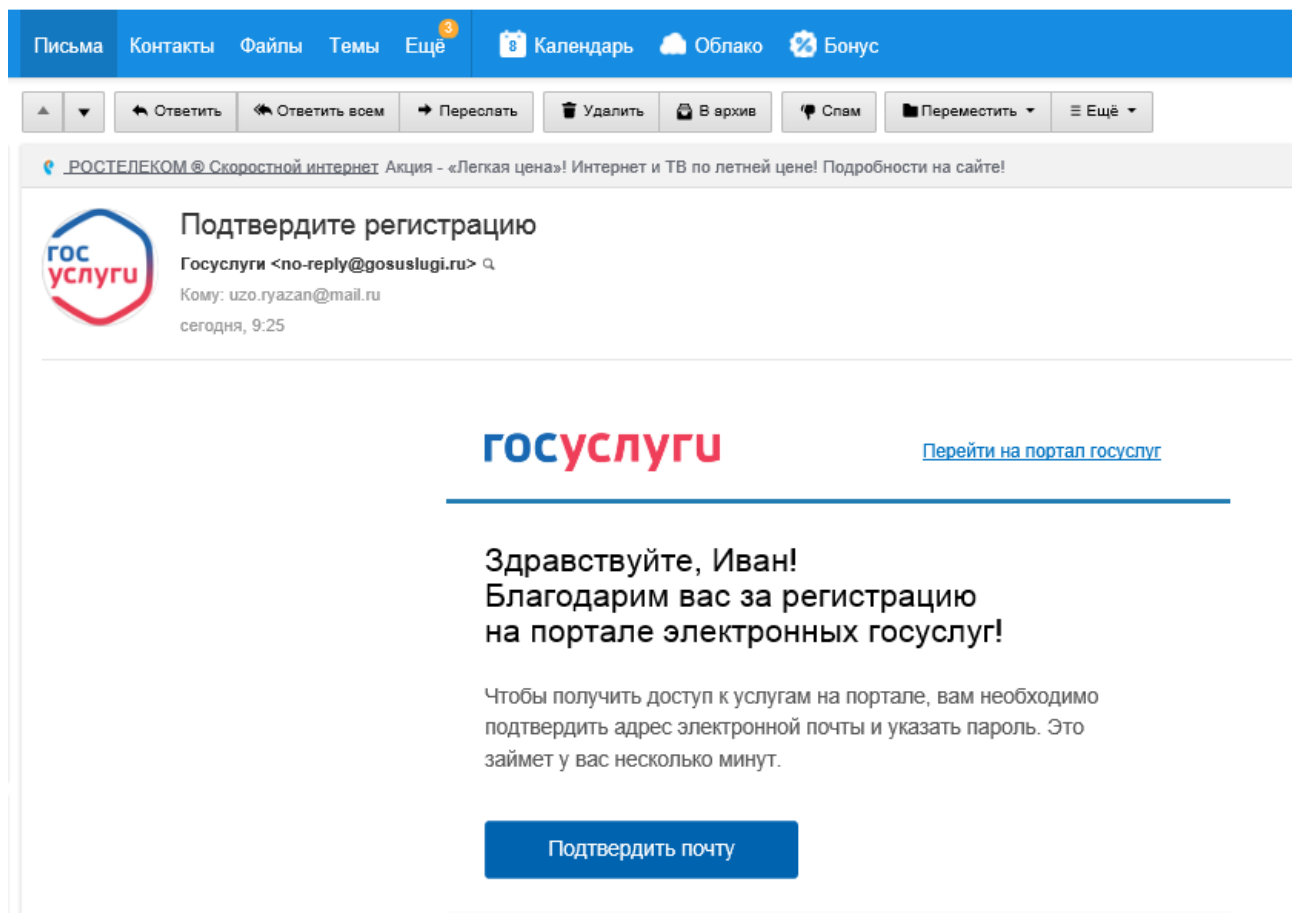 Письма Контакты Файлы Темы Ещё 3 8 Календарь Облако Бонус
Ответить Ответить всем Переслать Удалить В архив Спам Переместить Ещё
РОСТЕЛЕКОМ ® Скоростной интернет Акция - «Легкая цена»! Интернет и ТВ по летней цене! Подробности на сайте!
гос
услуги
Подтвердите регистрацию
Госуслуги <no-reply@gosuslugi.ru>
Кому: uzo.ryazan@mail.ru
сегодня, 9:25
госуслуги Перейти на портал госуслуг
Здравствуйте, Иван!
Благодарим вас за регистрацию
на портале электронных госуслуг!
Чтобы получить доступ к услугам на портале, вам необходимо
подтвердить адрес электронной почты и указать пароль. Это
займет у вас несколько минут.
Подтвердить почту